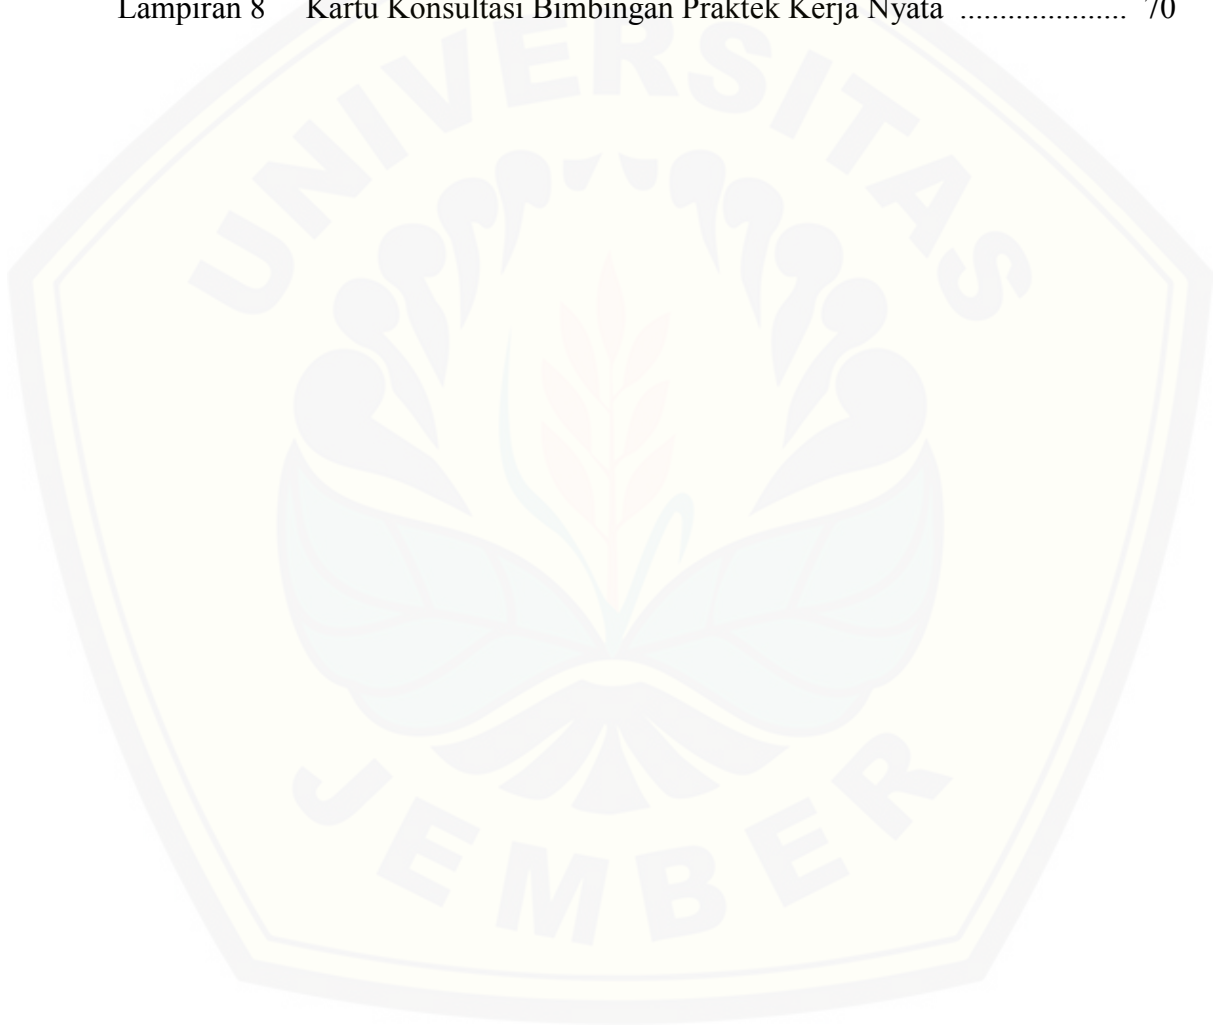 Lampiran 8 Kartu Konsultasi Bimbingan Praktek Kerja Nyata ..................... 70
UNIVERSITAS
JEMBER